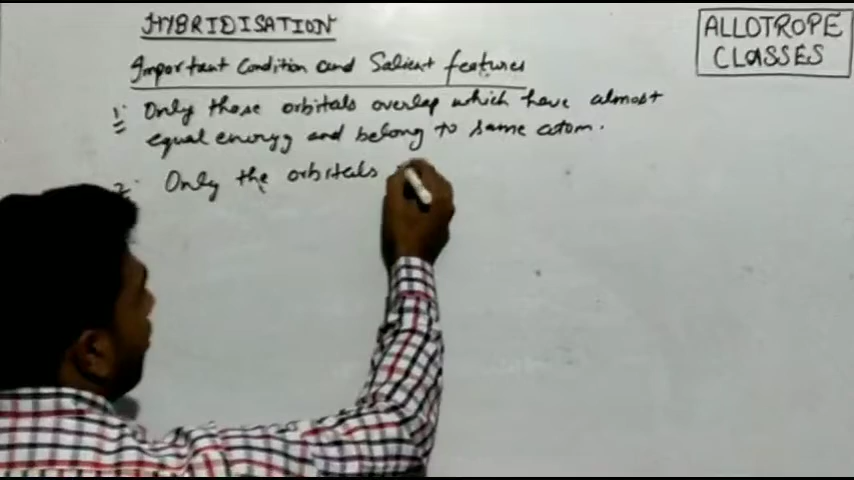 HYBRIDISATION
ALLOTROPE
CLASSES
Important Condition and Salient features
1. Only those orbitals overlap which have almost
equal energy and belong to same atom.
2. Only the orbitals